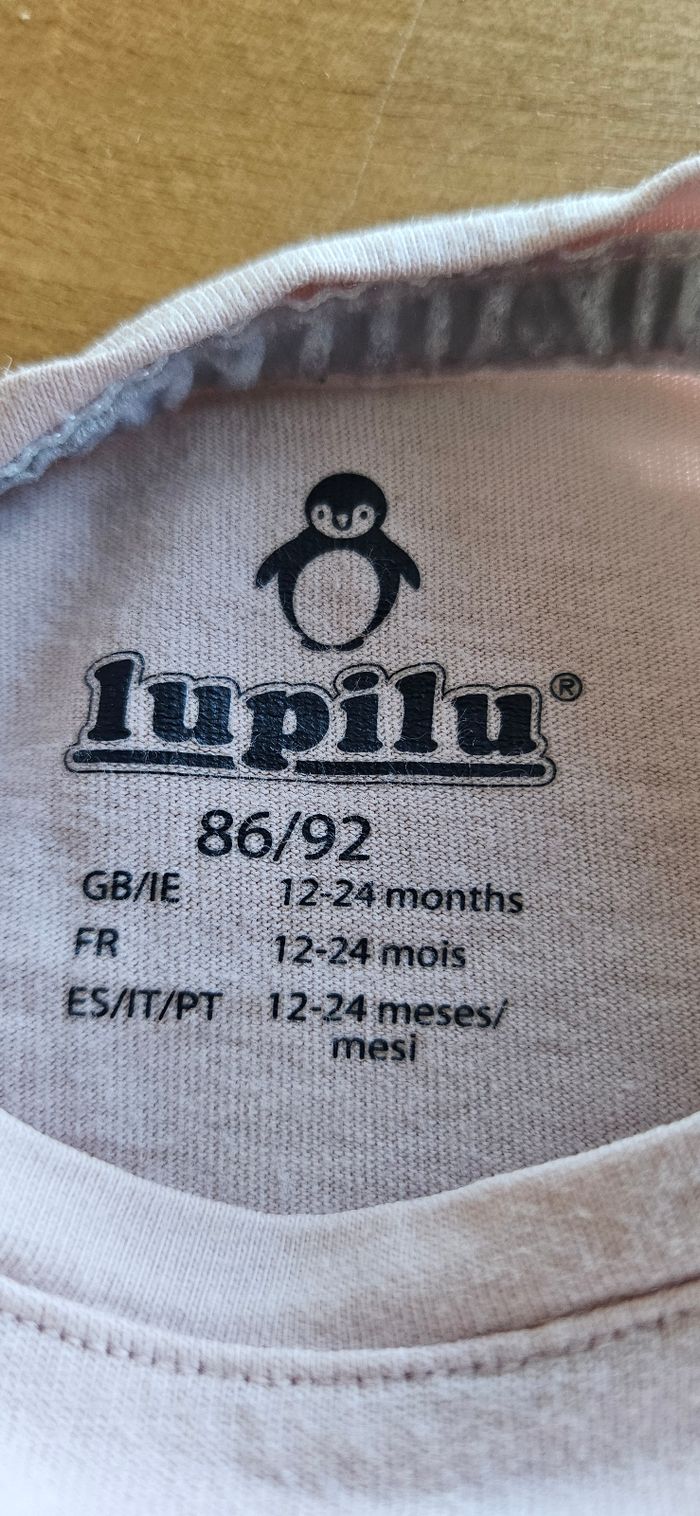 lupilu®
86/92
GB/IE 12-24 months
FR 12-24 mois
ES/IT/PT 12-24 meses/
mesi